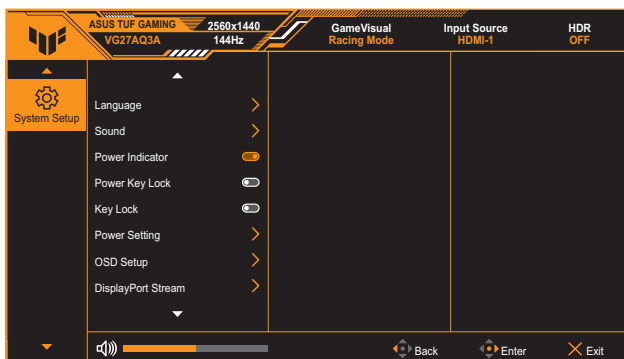 ASUS TUF GAMING 2560x1440 GameVisual Input Source HDR
VG27AQ3A 144Hz Racing Mode HDMI-1 OFF
System Setup
Language
Sound
Power Indicator
Power Key Lock
Key Lock
Power Setting
OSD Setup
DisplayPort Stream
Back Enter Exit